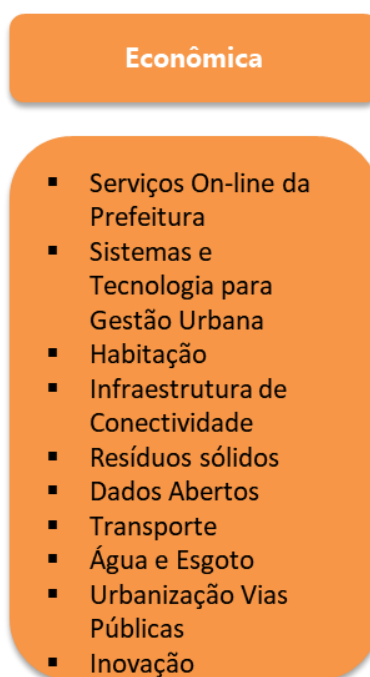 Econômica
▪ Serviços On-line da
Prefeitura
▪ Sistemas e
Tecnologia para
Gestão Urbana
▪ Habitação
▪ Infraestrutura de
Conectividade
▪ Resíduos sólidos
▪ Dados Abertos
▪ Transporte
▪ Água e Esgoto
▪ Urbanização Vias
Públicas
▪ Inovação